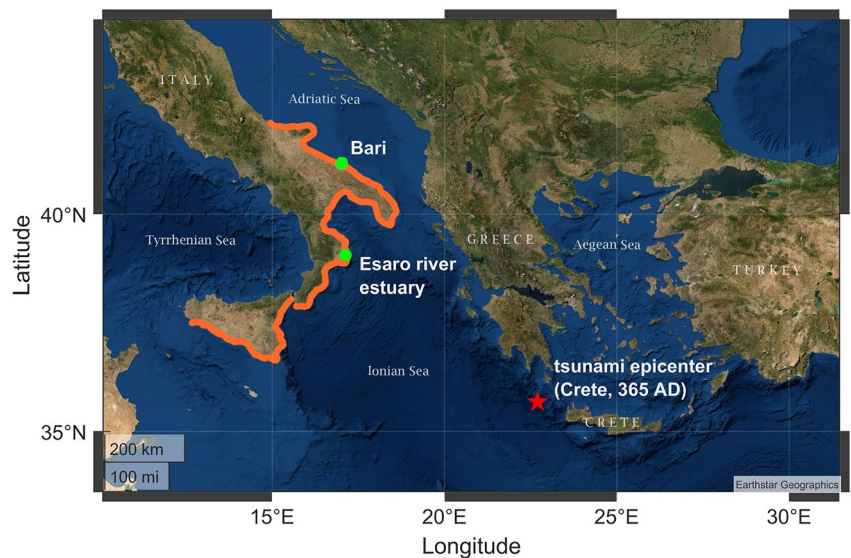 ITALY
Adriatic Sea
Bari
40°N
Latitude
Tyrrhenian Sea
GREECE
Aegean Sea
Esaro river
estuary
TURKEY
Ionian Sea
tsunami epicenter
(Crete, 365 AD)
35°N
CRETE
200 km
100 mi
Earthstar Geographics
15°E
20°E
25°E
30°E
Longitude